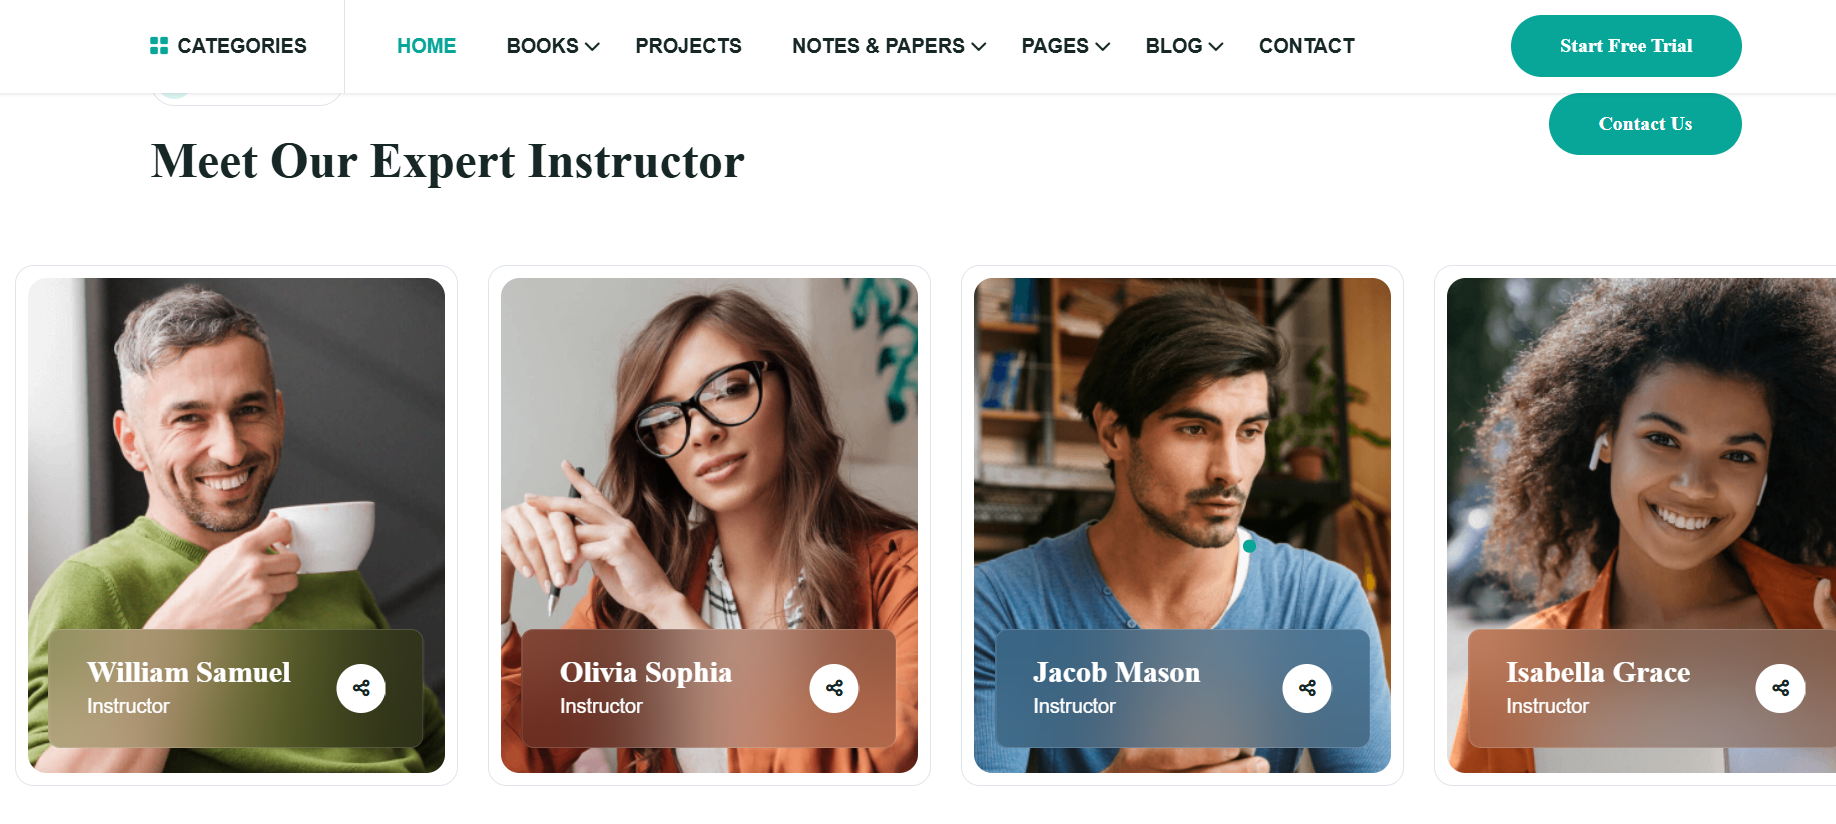 CATEGORIES
HOME
BOOKS
PROJECTS
NOTES & PAPERS
PAGES
BLOG
CONTACT
Start Free Trial
Contact Us
Meet Our Expert Instructor
William Samuel
Instructor
Olivia Sophia
Instructor
Jacob Mason
Instructor
Isabella Grace
Instructor